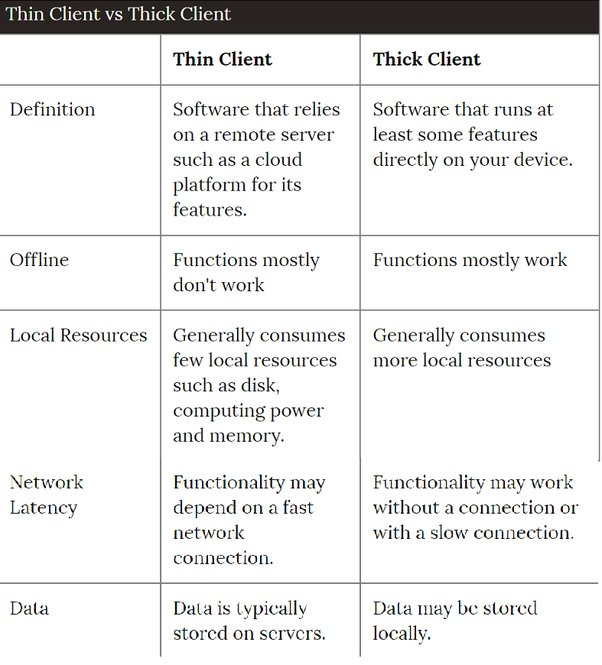 Thin Client vs Thick Client
Thin Client
Thick Client
Definition
Software that relies
on a remote server
such as a cloud
platform for its
features.
Software that runs at
least some features
directly on your device.
Offline
Functions mostly
don't work
Functions mostly work
Local Resources
Generally consumes
few local resources
such as disk,
computing power
and memory.
Generally consumes
more local resources
Network
Latency
Functionality may
depend on a fast
network
connection.
Functionality may work
without a connection or
with a slow connection.
Data
Data is typically
stored on servers.
Data may be stored
locally.